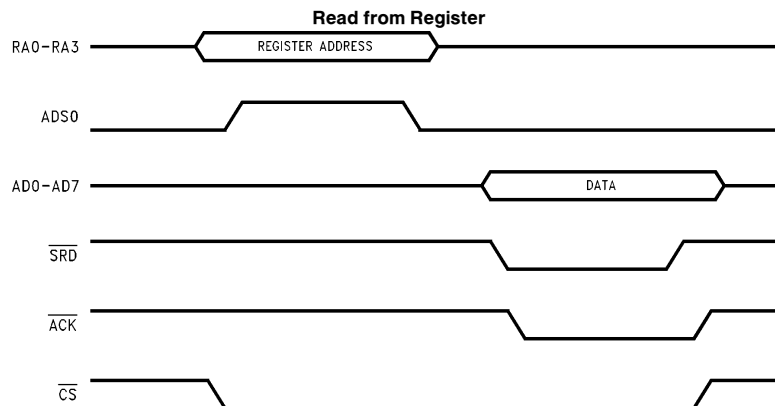 Read from Register
RA0-RA3
REGISTER ADDRESS
ADS0
AD0-AD7
DATA
SRD
ACK
CS